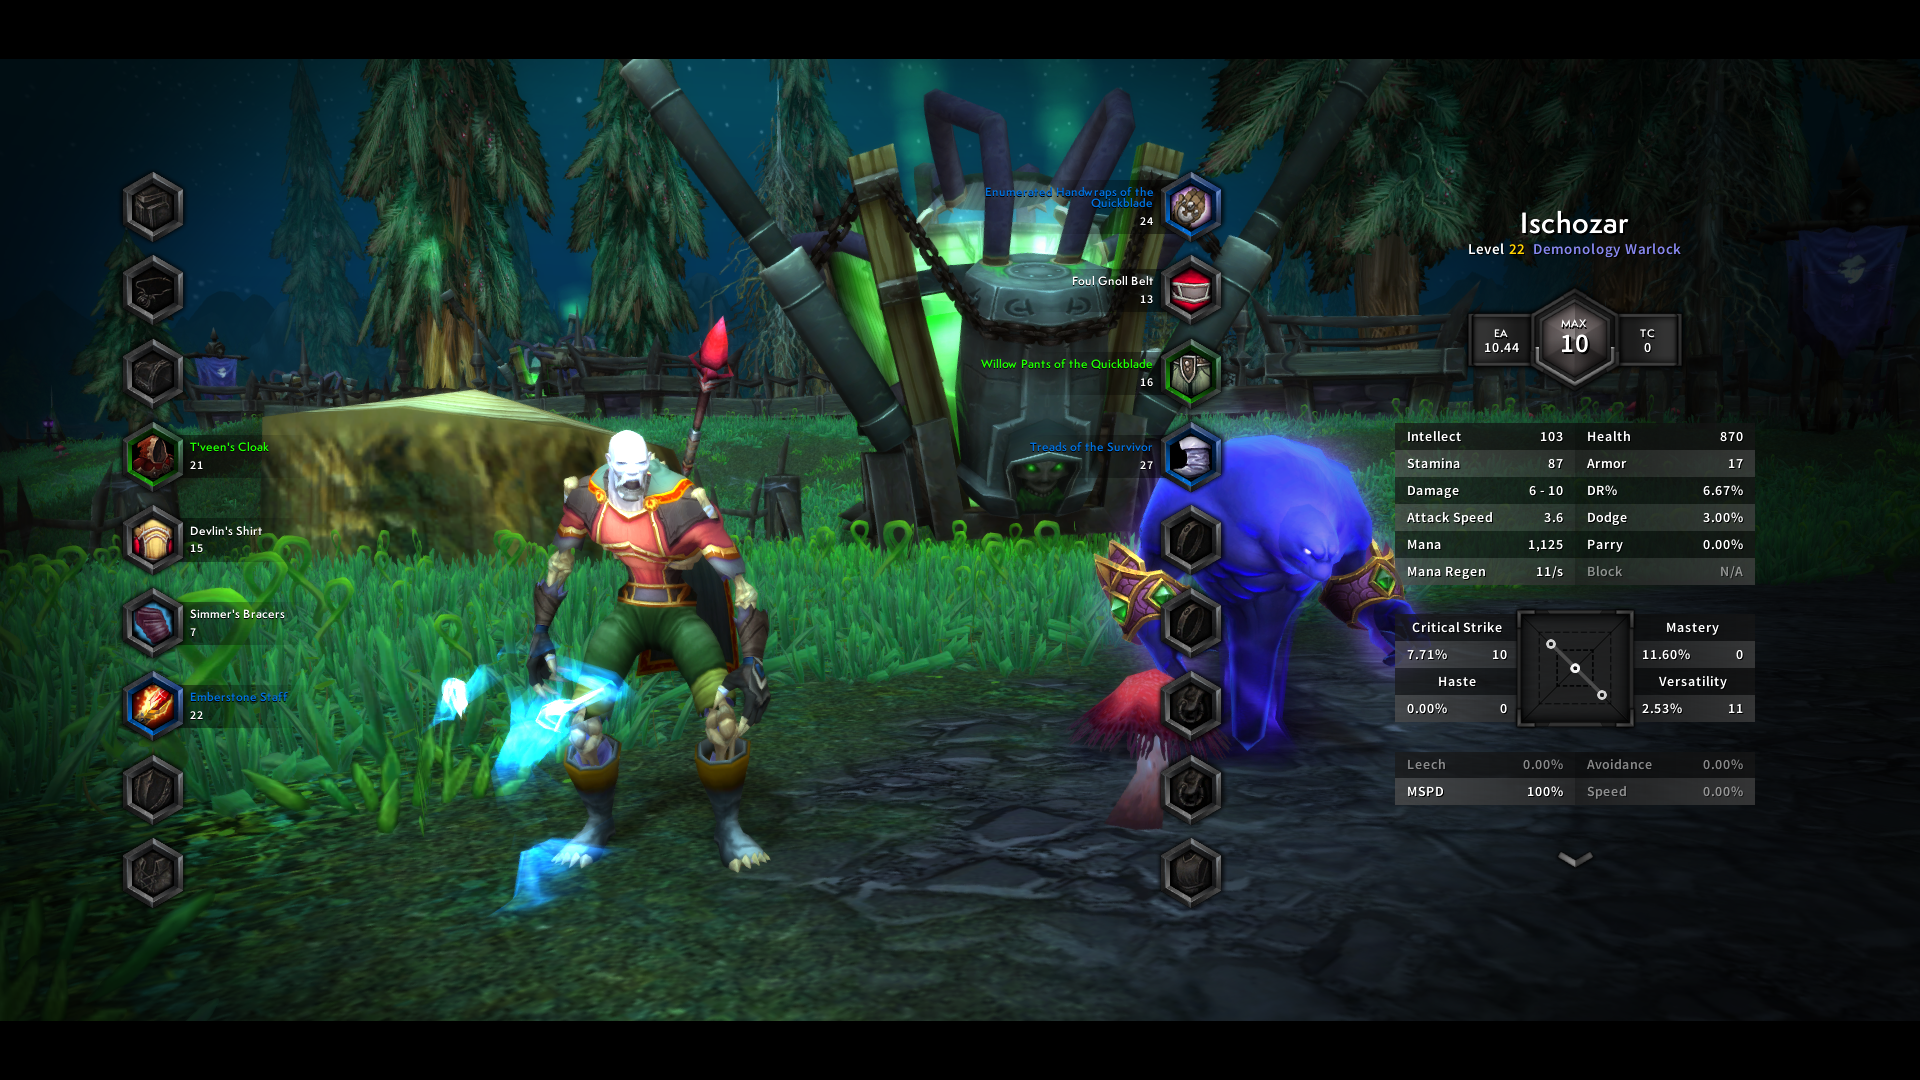 T'veen's Cloak
21
Devlin's Shirt
15
Simmer's Bracers
7
Emberstone Staff
22
Enumerated Handwraps of the
Quickblade
24
Foul Gnoll Belt
13
Willow Pants of the Quickblade
16
Treads of the Survivor
27
Ischozar
Level 22 Demonology Warlock
EA
10.44
MAX
10
TC
0
Intellect 103 Health 870
Stamina 87 Armor 17
Damage 6 - 10 DR% 6.67%
Attack Speed 3.6 Dodge 3.00%
Mana 1,125 Parry 0.00%
Mana Regen 11/s Block N/A
Critical Strike Mastery
7.71% 10 11.60% 0
Haste Versatility
0.00% 0 2.53% 11
Leech 0.00% Avoidance 0.00%
MSPD 100% Speed 0.00%